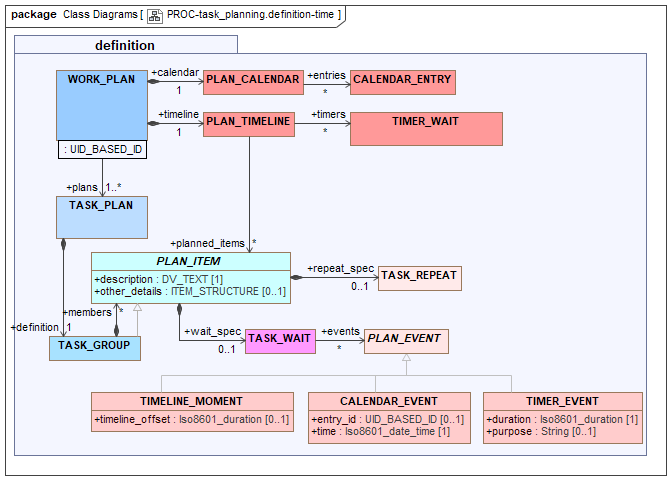 package Class Diagrams [ PROC-task_planning.definition-time ]
definition
WORK_PLAN
: UID_BASED_ID
+calendar
1
PLAN_CALENDAR
+entries
*
CALENDAR_ENTRY
+timeline
1
PLAN_TIMELINE
+timers
*
TIMER_WAIT
+plans
1..*
TASK_PLAN
+planned_items
*
PLAN_ITEM
+description : DV_TEXT [1]
+other_details : ITEM_STRUCTURE [0..1]
+repeat_spec
0..1
TASK_REPEAT
+members
*
+definition
1
TASK_GROUP
+wait_spec
0..1
TASK_WAIT
+events
*
PLAN_EVENT
TIMELINE_MOMENT
+timeline_offset : Iso8601_duration [0..1]
CALENDAR_EVENT
+entry_id : UID_BASED_ID [0..1]
+time : Iso8601_date_time [1]
TIMER_EVENT
+duration : Iso8601_duration [1]
+purpose : String [0..1]